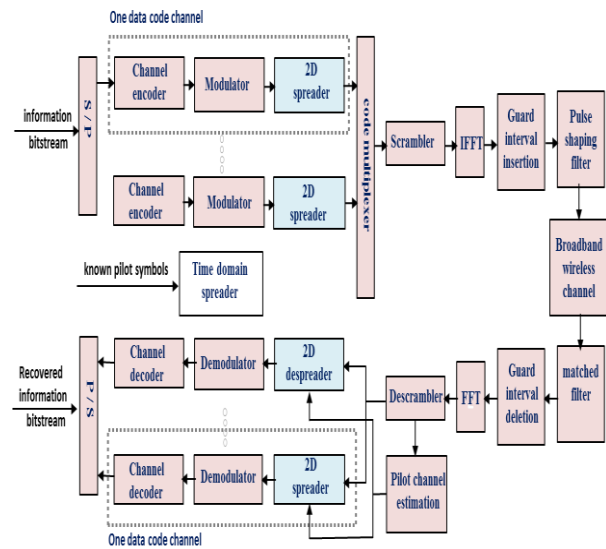 One data code channel
information
bitstream
S / P
Channel
encoder
Modulator
2D
spreader
code multiplexer
Scrambler
IFFT
Guard
interval
insertion
Pulse
shaping
filter
Channel
encoder
Modulator
2D
spreader
known pilot symbols
Time domain
spreader
Broadband
wireless
channel
Recovered
information
bitstream
P / S
Channel
decoder
Demodulator
2D
despreader
Descrambler
FFT
Guard
interval
deletion
matched
filter
Channel
decoder
Demodulator
2D
spreader
Pilot channel
estimation
One data code channel